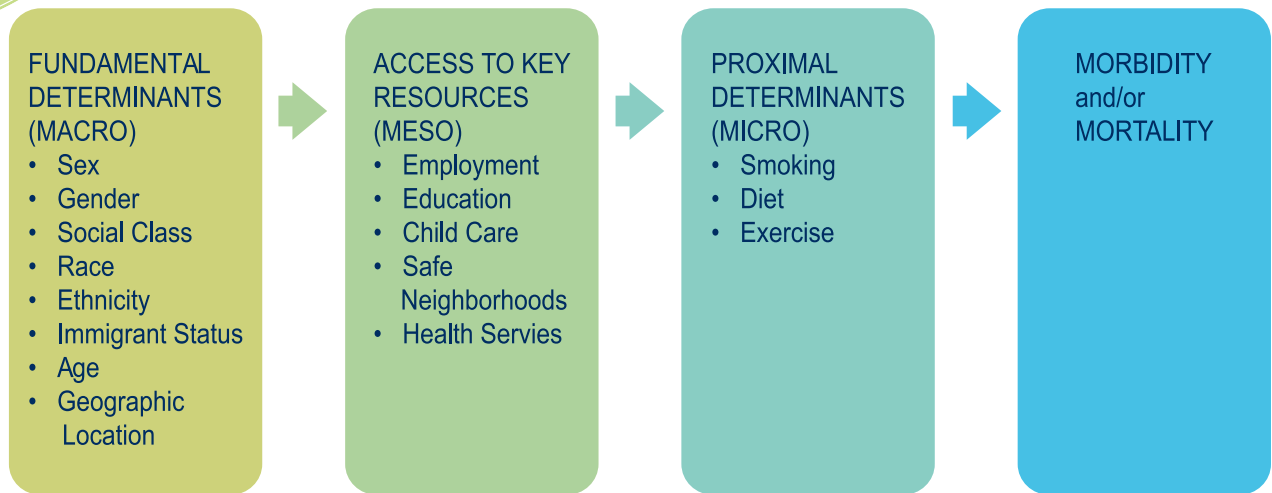 FUNDAMENTAL
DETERMINANTS
(MACRO)
• Sex
• Gender
• Social Class
• Race
• Ethnicity
• Immigrant Status
• Age
• Geographic
Location
ACCESS TO KEY
RESOURCES
(MESO)
• Employment
• Education
• Child Care
• Safe
Neighborhoods
• Health Servies
PROXIMAL
DETERMINANTS
(MICRO)
• Smoking
• Diet
• Exercise
MORBIDITY
and/or
MORTALITY